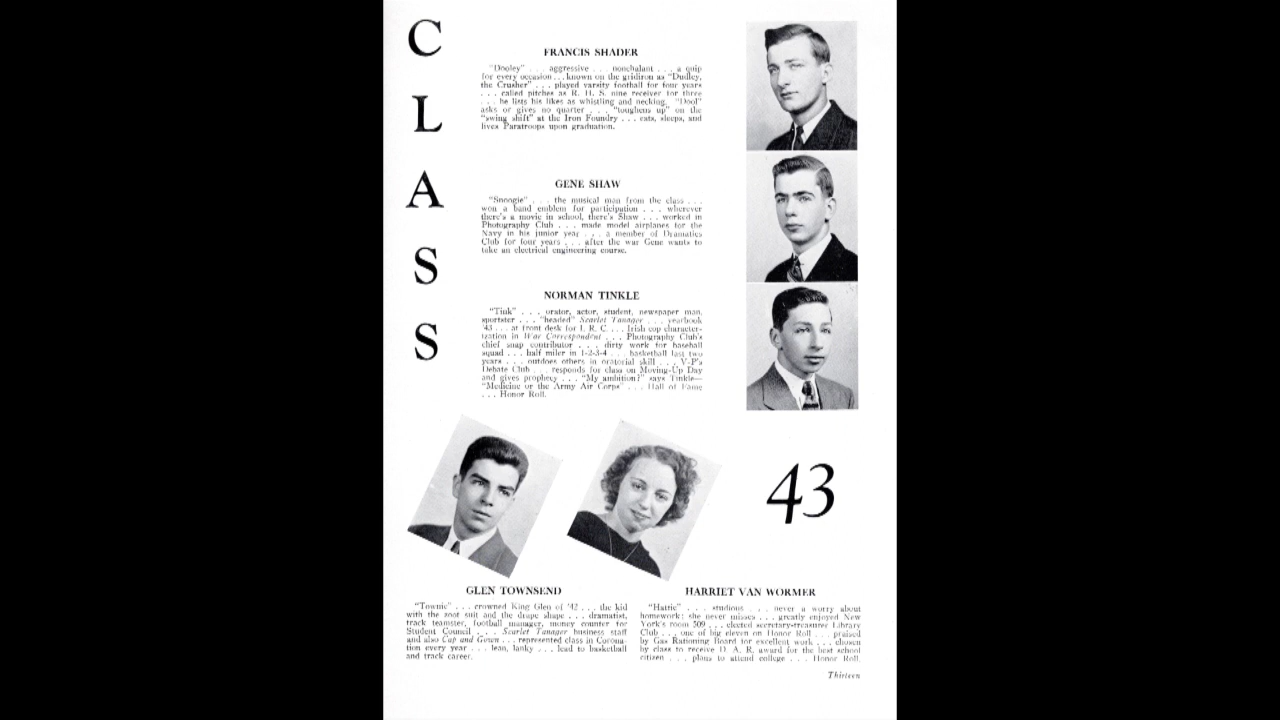 CLASS
FRANCIS SHADER
"Dooley" . . . aggressive . . . nonchalant . . . a quip
for every occasion . . . known on the gridiron as "Dudley,
the Crusher" . . . played varsity football for four years
. . . called pitches as R. H. S. nine receiver for three
. . . he lists his likes as whistling and necking. "Dool"
asks or gives no quarter . . . "toughens up" on the
"swing shift" at the Iron Foundry . . . eats, sleeps, and
lives Paratroops upon graduation.
GENE SHAW
"Snoogie" . . . the musical man from the class . . .
won a band emblem for participation . . . wherever
there's a movie in school, there's Shaw . . . worked in
Photography Club . . . made model airplanes for the
Navy in his junior year . . . a member of Dramatics
Club for four years . . . after the war Gene wants to
take an electrical engineering course.
NORMAN TINKLE
"Tink" . . . orator, actor, student, newspaper man,
sportster . . . "headed" Scarlet Tanager . . . yearbook
'43 . . . at front desk for I. R. C. . . . Irish cop character-
ization in War Correspondent . . . Photography Club's
chief snap contributor . . . dirty work for baseball
squad . . . half miler in 1-2-3-4 . . . basketball last two
years . . . outdoes others in oratorial skill . . . V-P's
Debate Club . . . responds for class on Moving-Up Day
and gives prophecy . . . "My ambition?" says Tinkle—
"Medicine or the Army Air Corps" . . . Hall of Fame
. . . Honor Roll.
43
GLEN TOWNSEND
"Townie" . . . crowned King Glen of '42 . . . the kid
with the zoot suit and the drape shape . . . dramatist,
track teamster, football manager, money counter for
Student Council . . . Scarlet Tanager business staff
and also Cap and Gown . . . represented class in Corona-
tion every year . . . lean, lanky . . . lead to basketball
and track career.
HARRIET VAN WORMER
"Hattie" . . . studious . . . never a worry about
homework; she never misses . . . greatly enjoyed New
York's room 509 . . . elected secretary-treasurer Library
Club . . . one of big eleven on Honor Roll . . . praised
by Gas Rationing Board for excellent work . . . chosen
by class to receive D. A. R. award for the best school
citizen . . . plans to attend college . . . Honor Roll.
Thirteen